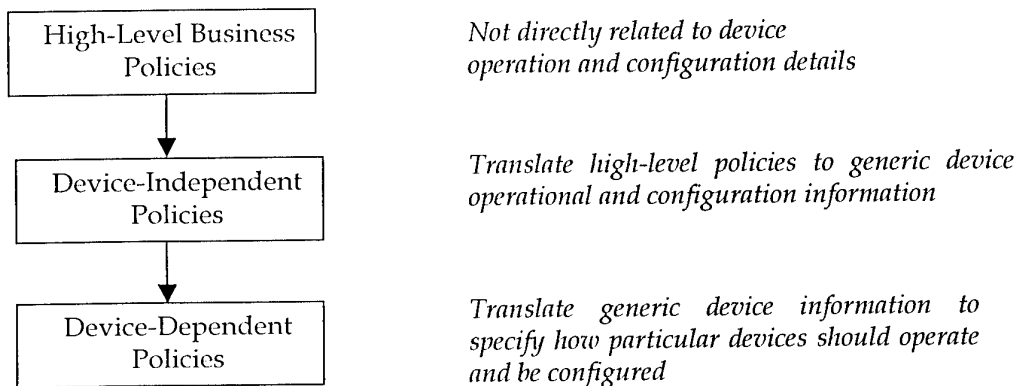 High-Level Business
Policies
Not directly related to device
operation and configuration details
Device-Independent
Policies
Translate high-level policies to generic device
operational and configuration information
Device-Dependent
Policies
Translate generic device information to
specify how particular devices should operate
and be configured